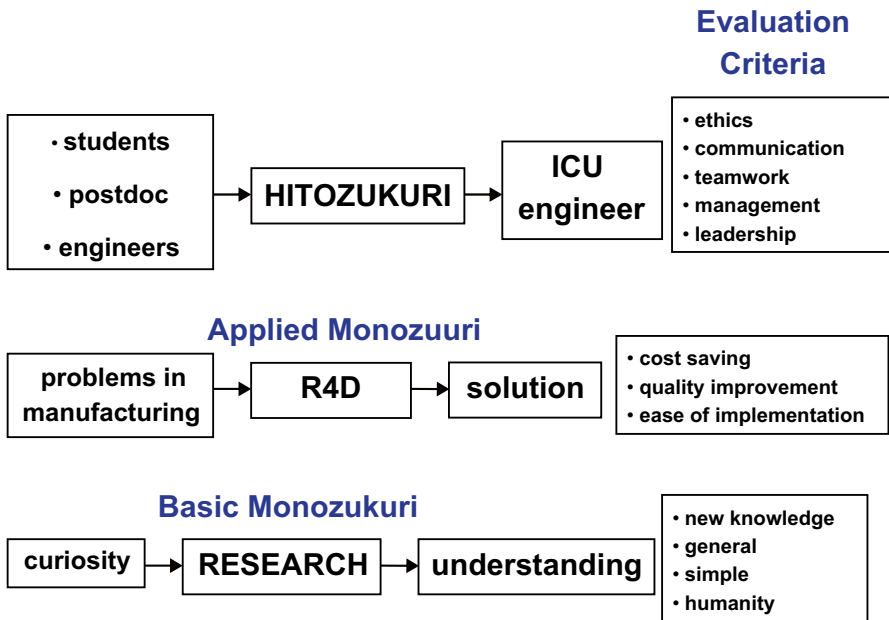 Evaluation
Criteria
• students
• postdoc
• engineers
HITOZUKURI
ICU
engineer
• ethics
• communication
• teamwork
• management
• leadership
Applied Monozuuri
problems in
manufacturing
R4D
solution
• cost saving
• quality improvement
• ease of implementation
Basic Monozukuri
curiosity
RESEARCH
understanding
• new knowledge
• general
• simple
• humanity